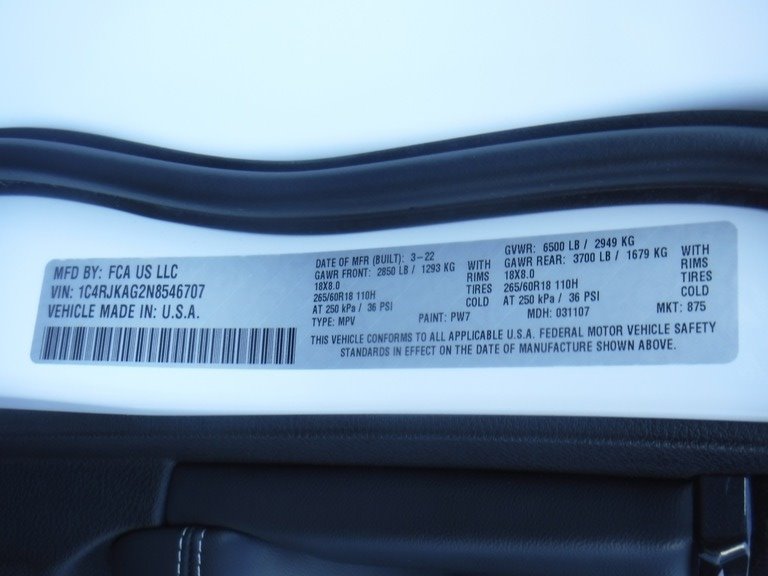 MFD BY: FCA US LLC
VIN: 1C4RJKAG2N8546707
VEHICLE MADE IN: U.S.A.
DATE OF MFR (BUILT): 3-22
GAWR FRONT: 2850 LB / 1293 KG WITH
18X8.0 RIMS
265/60R18 110H TIRES
AT 250 kPa / 36 PSI COLD
TYPE: MPV PAINT: PW7
GVWR: 6500 LB / 2949 KG
GAWR REAR: 3700 LB / 1679 KG WITH
18X8.0 RIMS
265/60R18 110H TIRES
AT 250 kPa / 36 PSI COLD
MDH: 031107 MKT: 875
THIS VEHICLE CONFORMS TO ALL APPLICABLE U.S.A. FEDERAL MOTOR VEHICLE SAFETY
STANDARDS IN EFFECT ON THE DATE OF MANUFACTURE SHOWN ABOVE.